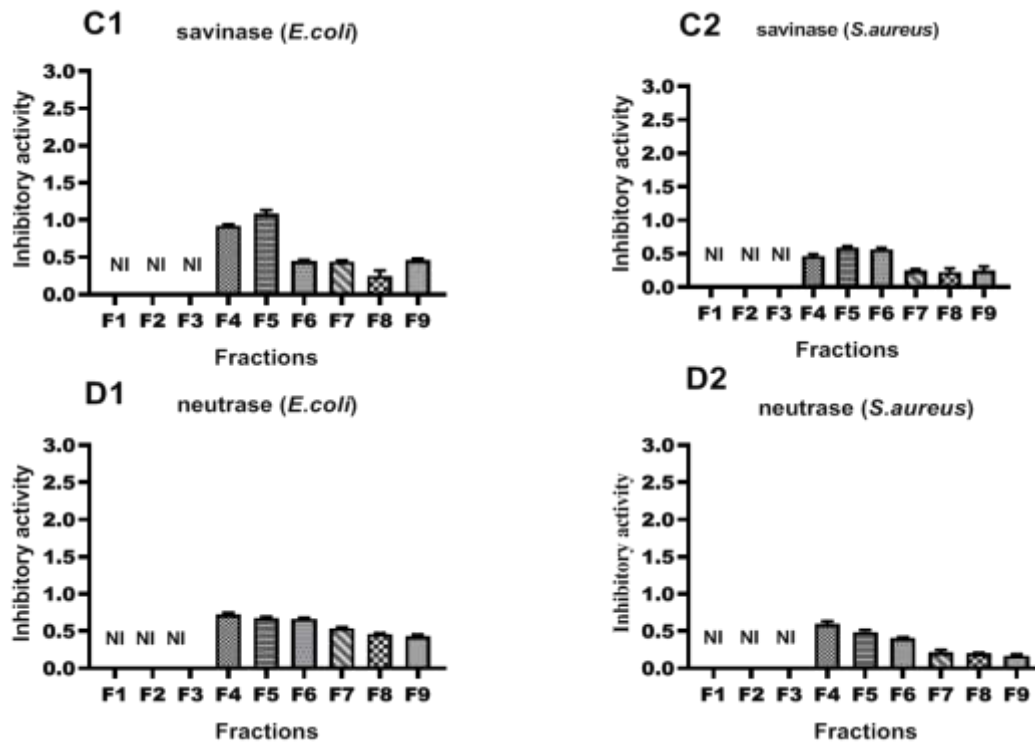 C1 savinase (E.coli)
Inhibitory activity
3.0
2.5
2.0
1.5
1.0
0.5
0.0
NI NI NI
F1 F2 F3 F4 F5 F6 F7 F8 F9
Fractions
C2 savinase (S.aureus)
Inhibitory activity
3.0
2.5
2.0
1.5
1.0
0.5
0.0
NI NI NI
F1 F2 F3 F4 F5 F6 F7 F8 F9
Fractions
D1
neutrase (E.coli)
Inhibitory activity
3.0
2.5
2.0
1.5
1.0
0.5
0.0
NI NI NI
F1 F2 F3 F4 F5 F6 F7 F8 F9
Fractions
D2
neutrase (S.aureus)
Inhibitory activity
3.0
2.5
2.0
1.5
1.0
0.5
0.0
NI NI NI
F1 F2 F3 F4 F5 F6 F7 F8 F9
Fractions